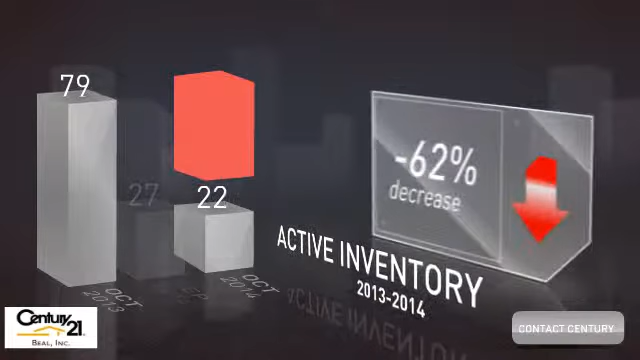 79
27
22
OCT
2013
OCT
2014
-62%
decrease
ACTIVE INVENTORY
2013-2014
Century
21
BEAL, INC.
CONTACT CENTURY